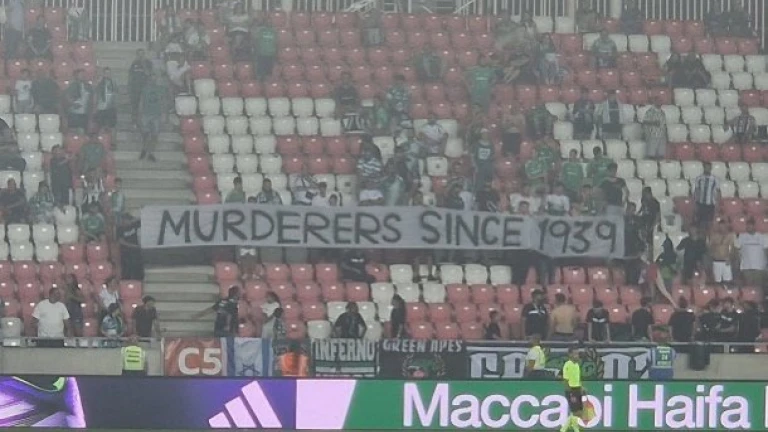 MURDERERS SINCE 1939
C5
INFERNO
GREEN APES
Maccabi Haifa